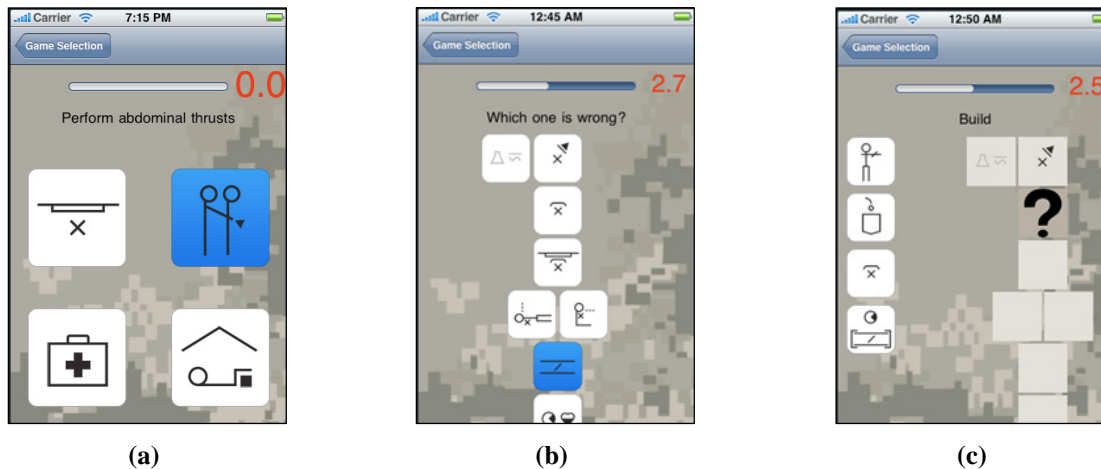 Carrier 7:15 PM
Game Selection
0.0
Perform abdominal thrusts
(a)
Carrier 12:45 AM
Game Selection
2.7
Which one is wrong?
(b)
Carrier 12:50 AM
Game Selection
2.5
Build
?
(c)